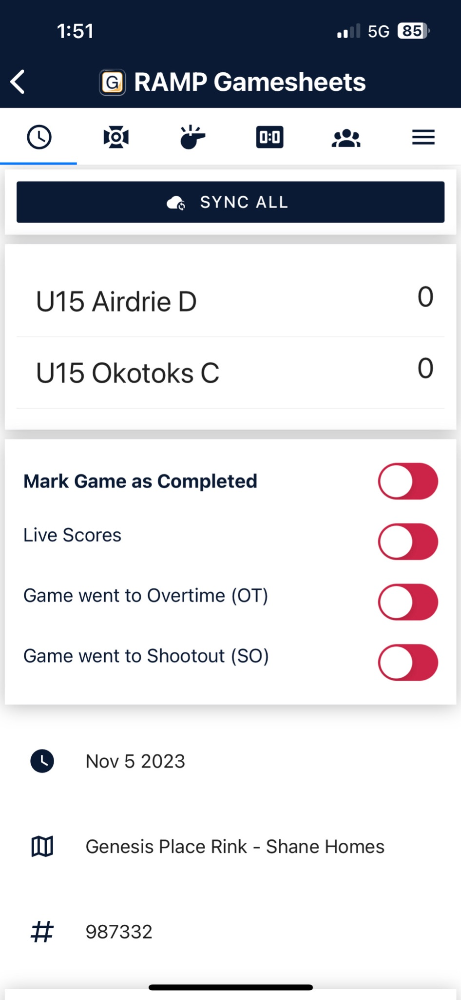 1:51
5G 85
G RAMP Gamesheets
0:0
SYNC ALL
U15 Airdrie D 0
U15 Okotoks C 0
Mark Game as Completed
Live Scores
Game went to Overtime (OT)
Game went to Shootout (SO)
Nov 5 2023
Genesis Place Rink - Shane Homes
# 987332